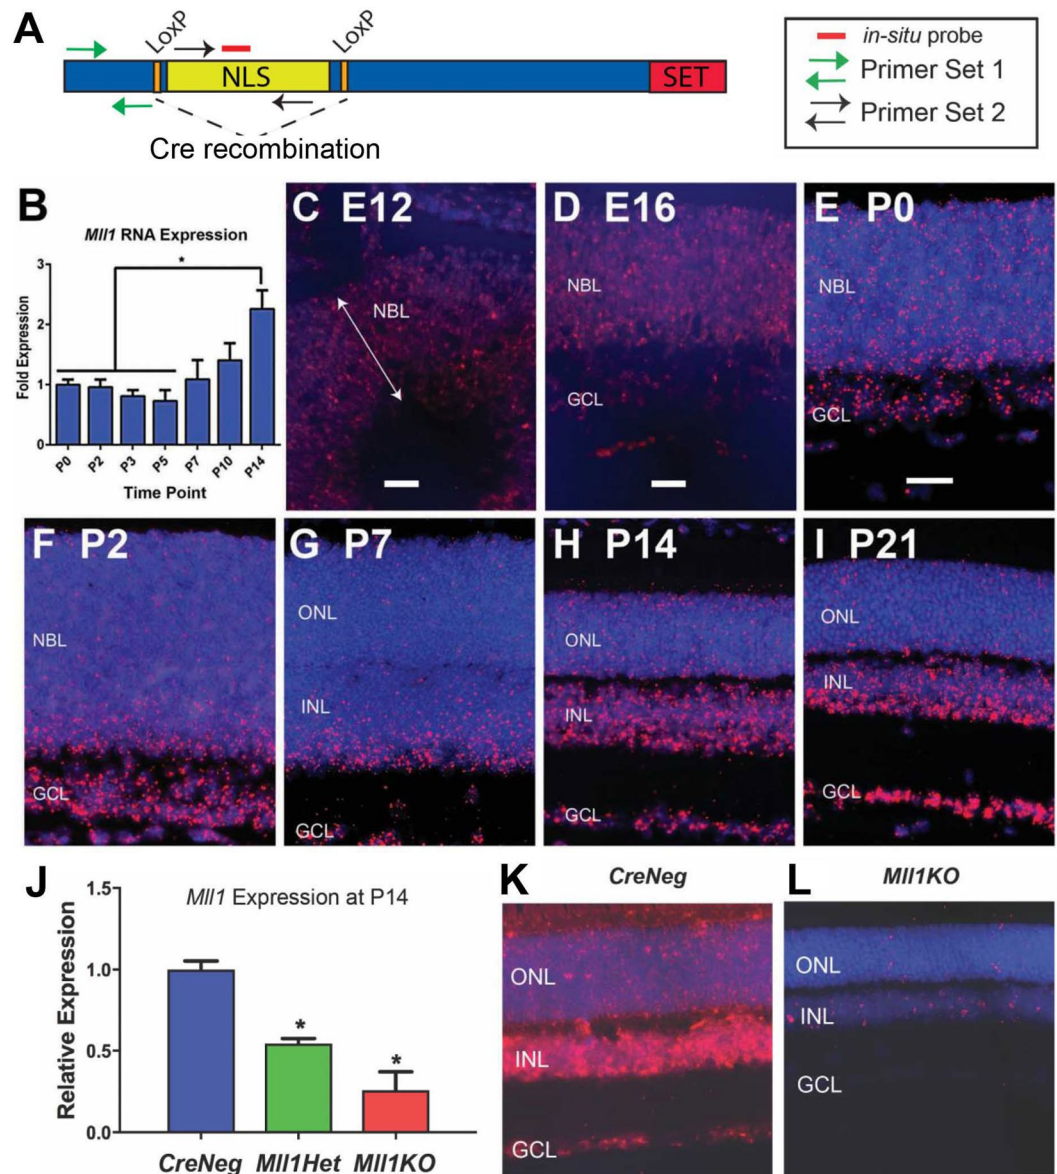 A
LoxP
LoxP
NLS
SET
Cre recombination
in-situ probe
Primer Set 1
Primer Set 2
B
Mll1 RNA Expression
*
Fold Expression
3
2
1
0
P0
P2
P3
P5
P7
P10
P14
Time Point
C E12
NBL
D E16
NBL
GCL
E P0
NBL
GCL
F P2
NBL
GCL
G P7
ONL
INL
GCL
H P14
ONL
INL
GCL
I P21
ONL
INL
GCL
J
Mll1 Expression at P14
Relative Expression
1.5
1.0
0.5
0.0
*
*
CreNeg
Mll1Het
Mll1KO
K
CreNeg
ONL
INL
GCL
L
Mll1KO
ONL
INL
GCL